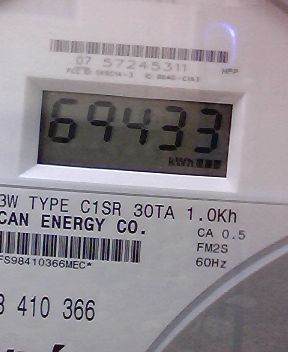 07 57245311
69433
kWh
3W TYPE C1SR 30TA 1.0Kh
CAN ENERGY CO.
CA 0.5
FM2S
60Hz
FS98410366MEC*
8 410 366